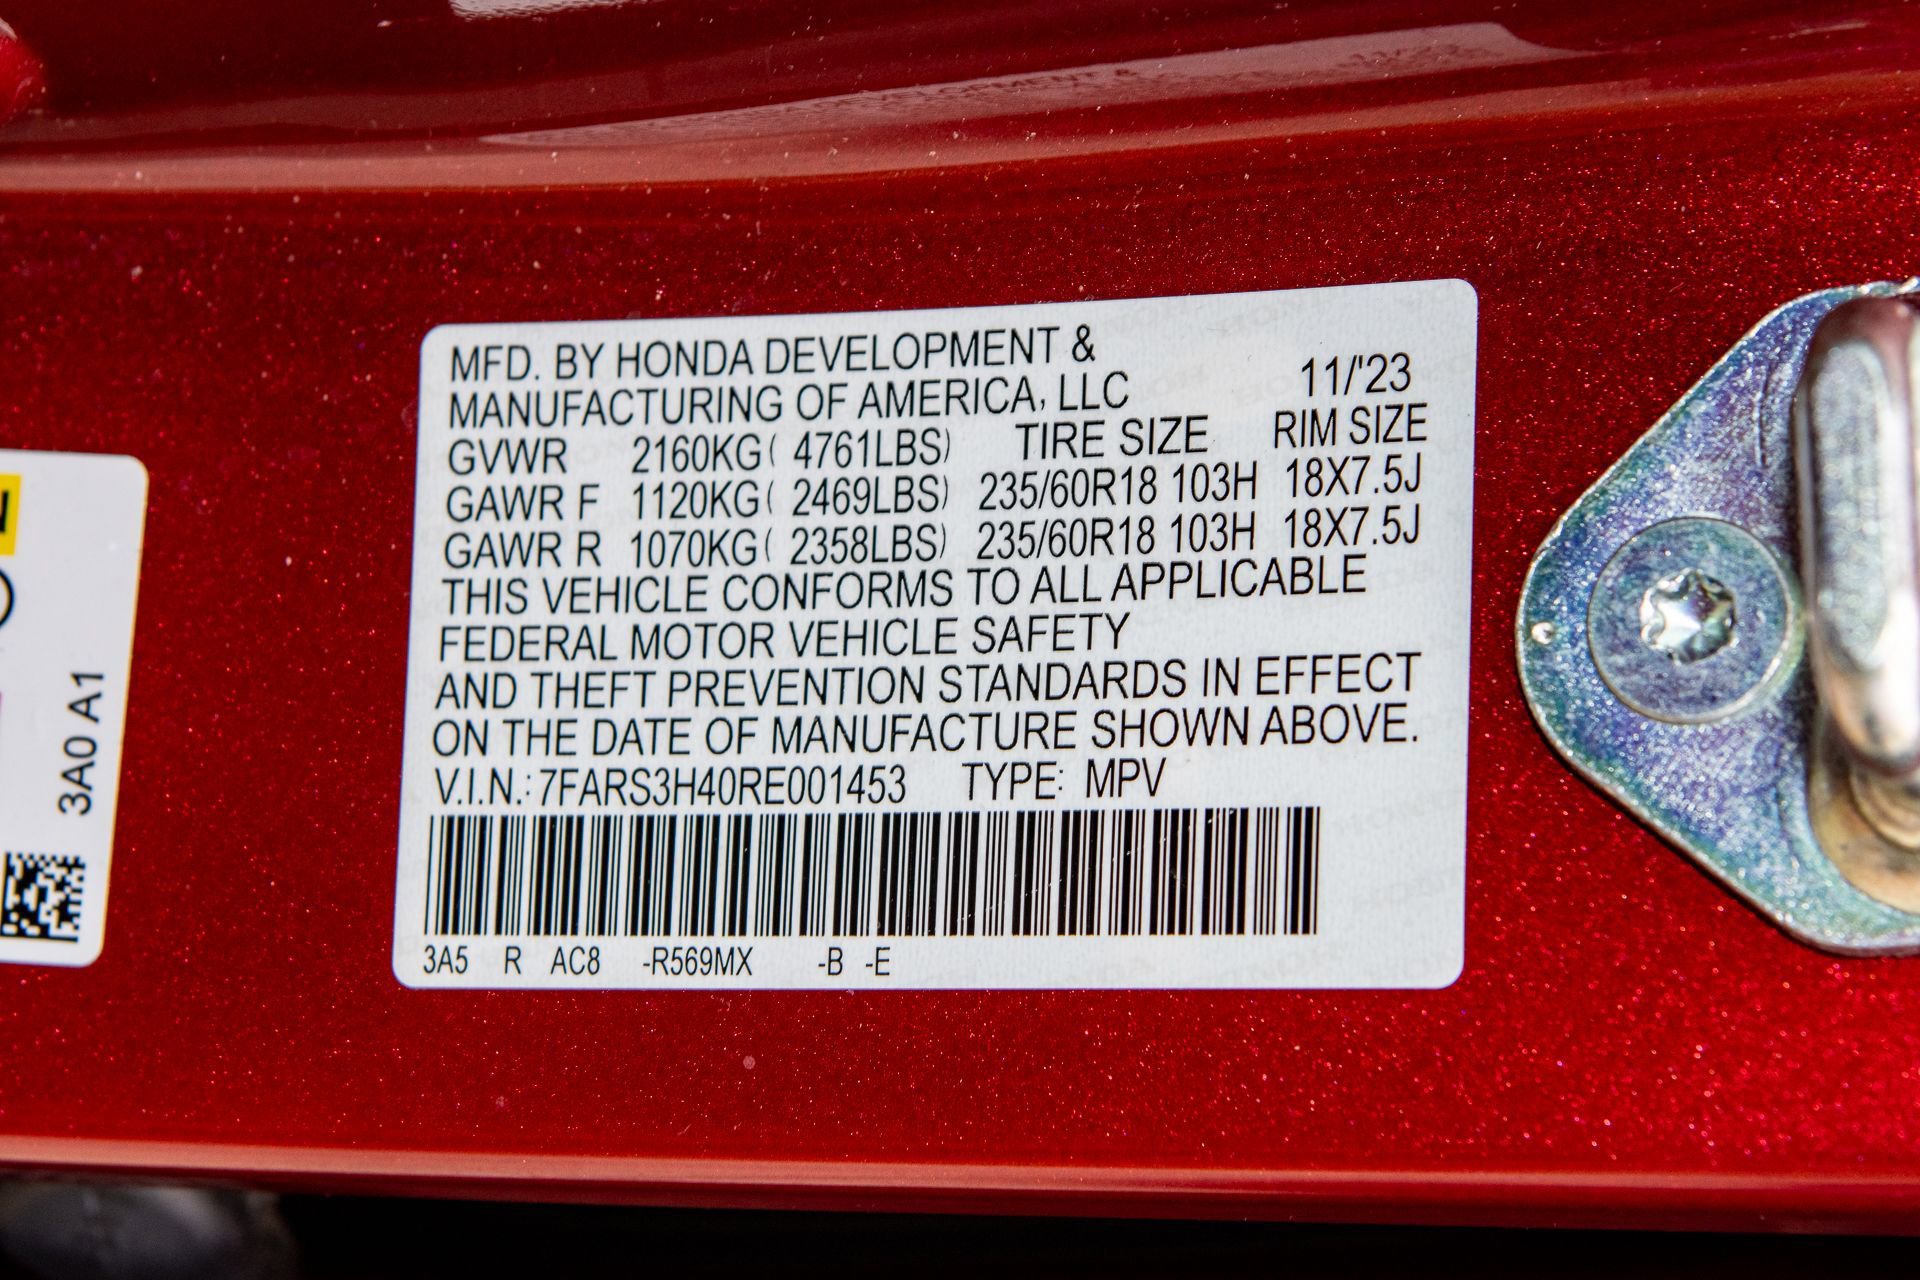 MFD. BY HONDA DEVELOPMENT &
MANUFACTURING OF AMERICA, LLC 11/'23
GVWR 2160KG( 4761LBS) TIRE SIZE RIM SIZE
GAWR F 1120KG( 2469LBS) 235/60R18 103H 18X7.5J
GAWR R 1070KG( 2358LBS) 235/60R18 103H 18X7.5J
THIS VEHICLE CONFORMS TO ALL APPLICABLE
FEDERAL MOTOR VEHICLE SAFETY
AND THEFT PREVENTION STANDARDS IN EFFECT
ON THE DATE OF MANUFACTURE SHOWN ABOVE.
V.I.N.: 7FARS3H40RE001453 TYPE: MPV
3A5 R AC8 -R569MX -B -E
3A0 A1